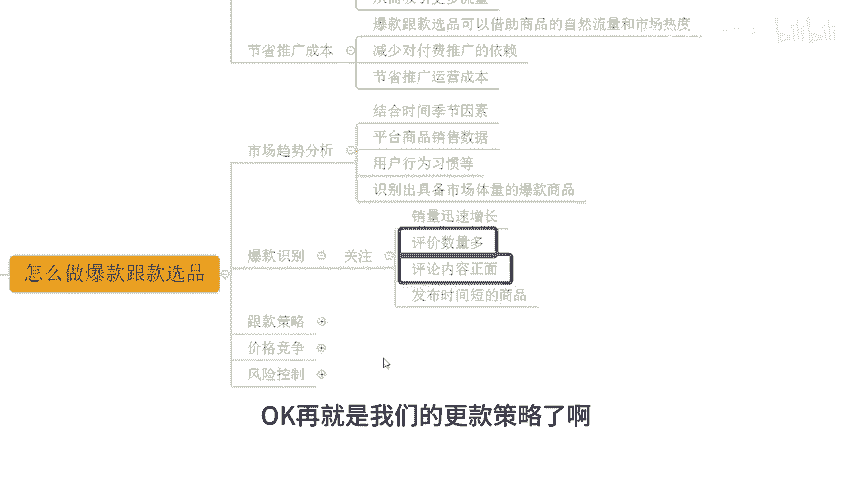 爆款跟款选品可以借助商品的自然流量和市场热度
节省推广成本
减少对付费推广的依赖
节省推广运营成本
结合时间季节因素
市场趋势分析
平台商品销售数据
用户行为习惯等
识别出具备市场体量的爆款商品
销量迅速增长
爆款识别
关注
评价数量多
评论内容正面
发布时间短的商品
怎么做爆款跟款选品
跟款策略
价格竞争
风险控制
OK再就是我们的更款策略了啊
bilibili